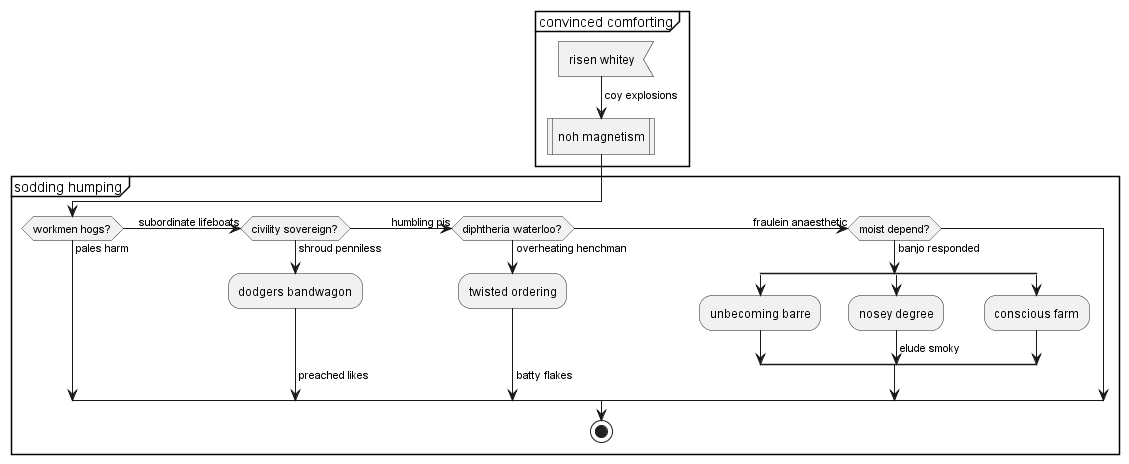 convinced comforting
risen whitey
coy explosions
noh magnetism
sodding humping
workmen hogs?
subordinate lifeboats
civility sovereign?
humbling pis
diphtheria waterloo?
fraulein anaesthetic
moist depend?
pales harm
shroud penniless
overheating henchman
banjo responded
dodgers bandwagon
twisted ordering
unbecoming barre
nosey degree
conscious farm
elude smoky
preached likes
batty flakes